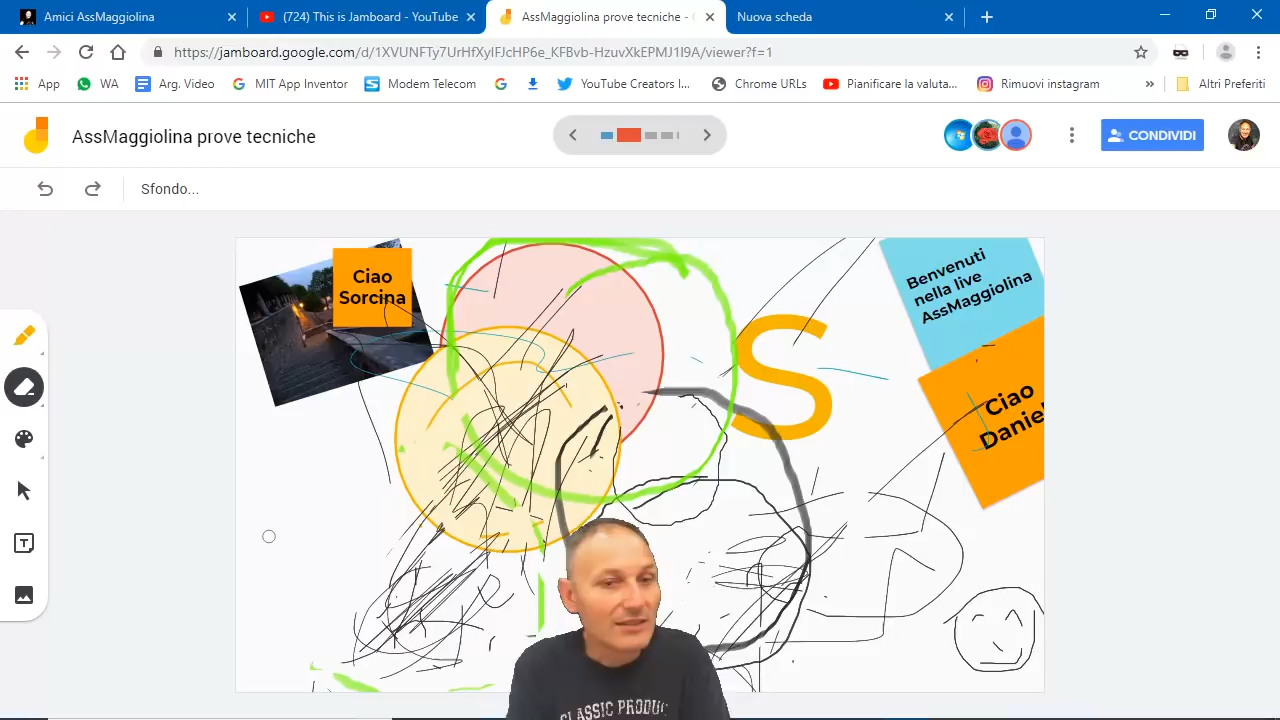 Amici AssMaggiolina
(724) This is Jamboard - YouTube
AssMaggiolina prove tecniche -
Nuova scheda
https://jamboard.google.com/d/1XVUNFTy7UrHfXylFJcHP6e_KFBvb-HzuvXkEPMJ1I9A/viewer?f=1
App
WA
Arg. Video
MIT App Inventor
Modem Telecom
YouTube Creators I...
Chrome URLs
Pianificare la valuta...
Rimuovi instagram
Altri Preferiti
AssMaggiolina prove tecniche
CONDIVIDI
Sfondo...
Ciao
Sorcina
S
Benvenuti
nella live
AssMaggiolina
Ciao
Daniel
CLASSIC PRODUC